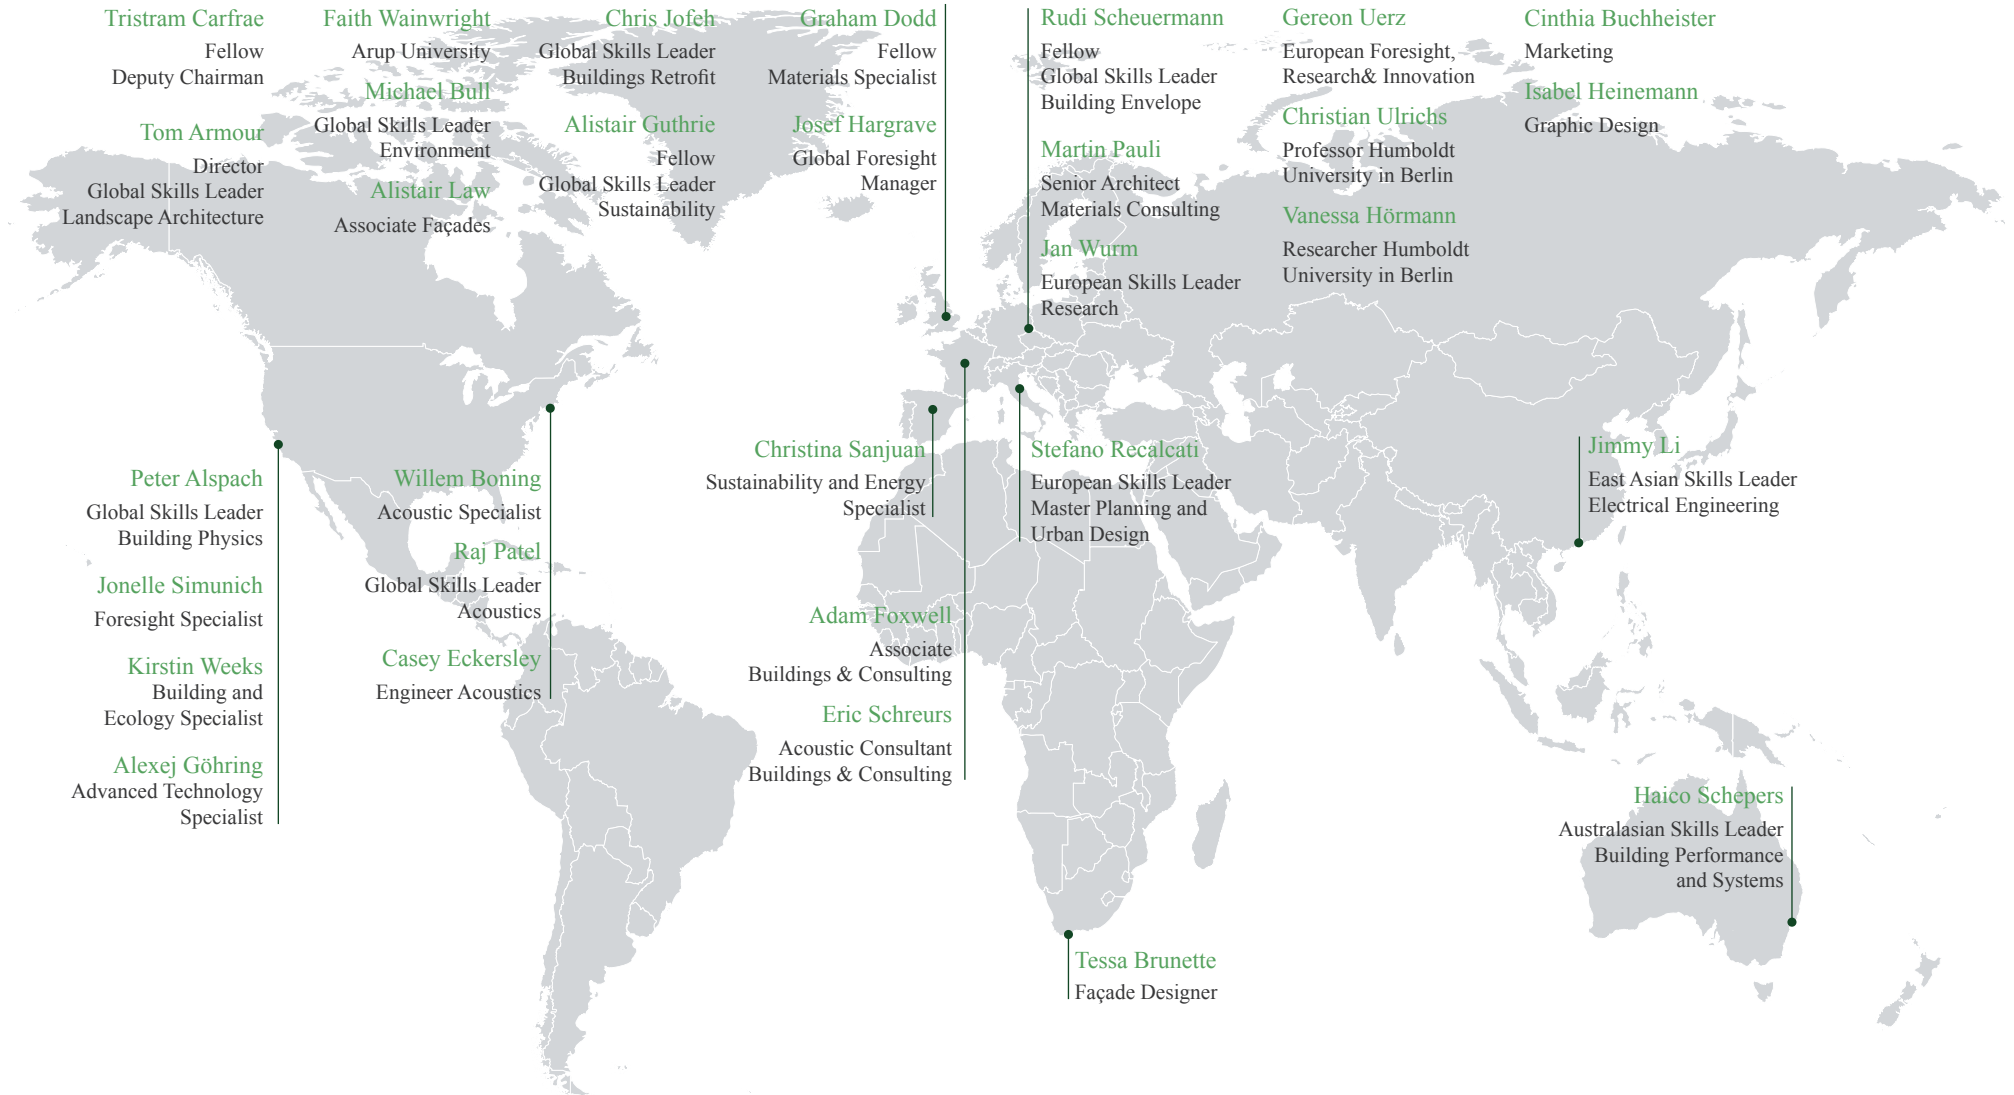 Tristram Carfrae
Fellow
Deputy Chairman
Tom Armour
Director
Global Skills Leader
Landscape Architecture
Faith Wainwright
Arup University
Michael Bull
Global Skills Leader
Environment
Alistair Law
Associate Façades
Chris Jofeh
Global Skills Leader
Buildings Retrofit
Alistair Guthrie
Fellow
Global Skills Leader
Sustainability
Graham Dodd
Fellow
Materials Specialist
Josef Hargrave
Global Foresight
Manager
Rudi Scheuermann
Fellow
Global Skills Leader
Building Envelope
Martin Pauli
Senior Architect
Materials Consulting
Jan Wurm
European Skills Leader
Research
Gereon Uerz
European Foresight,
Research& Innovation
Christian Ulrichs
Professor Humboldt
University in Berlin
Vanessa Hörmann
Researcher Humboldt
University in Berlin
Cinthia Buchheister
Marketing
Isabel Heinemann
Graphic Design
Peter Alspach
Global Skills Leader
Building Physics
Jonelle Simunich
Foresight Specialist
Kirstin Weeks
Building and
Ecology Specialist
Alexej Göhring
Advanced Technology
Specialist
Willem Boning
Acoustic Specialist
Raj Patel
Global Skills Leader
Acoustics
Casey Eckersley
Engineer Acoustics
Christina Sanjuan
Sustainability and Energy
Specialist
Adam Foxwell
Associate
Buildings & Consulting
Eric Schreurs
Acoustic Consultant
Buildings & Consulting
Stefano Recalcati
European Skills Leader
Master Planning and
Urban Design
Jimmy Li
East Asian Skills Leader
Electrical Engineering
Haico Schepers
Australasian Skills Leader
Building Performance
and Systems
Tessa Brunette
Façade Designer